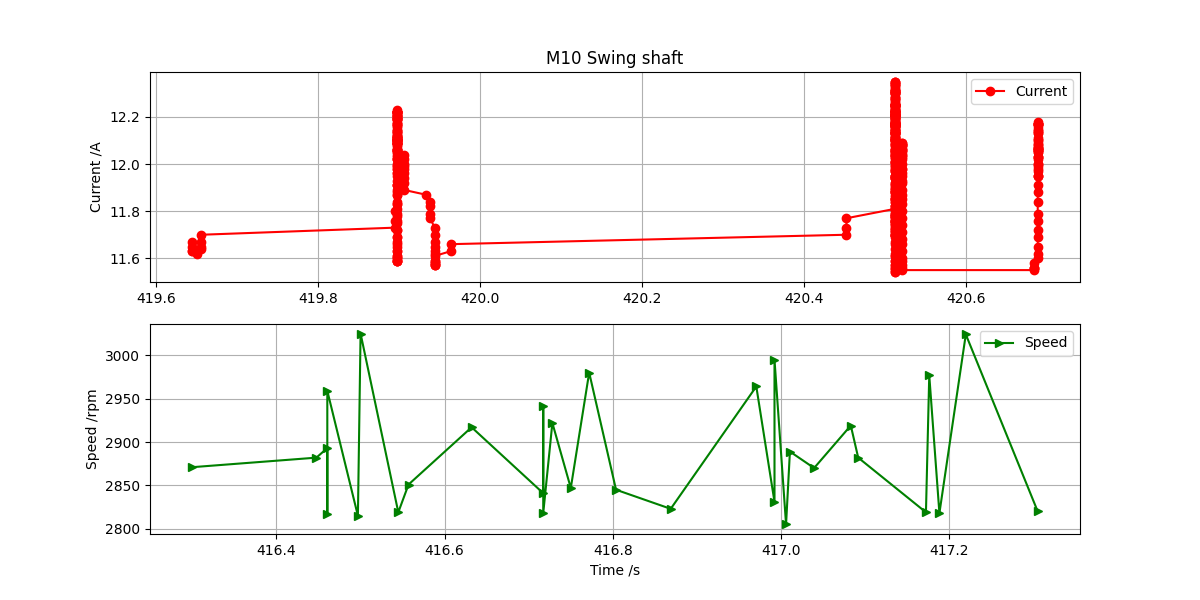 M10 Swing shaft
Current /A
12.2
12.0
11.8
11.6
Current
419.6 419.8 420.0 420.2 420.4 420.6
Speed /rpm
3000
2950
2900
2850
2800
Speed
416.4 416.6 416.8 417.0 417.2
Time /s